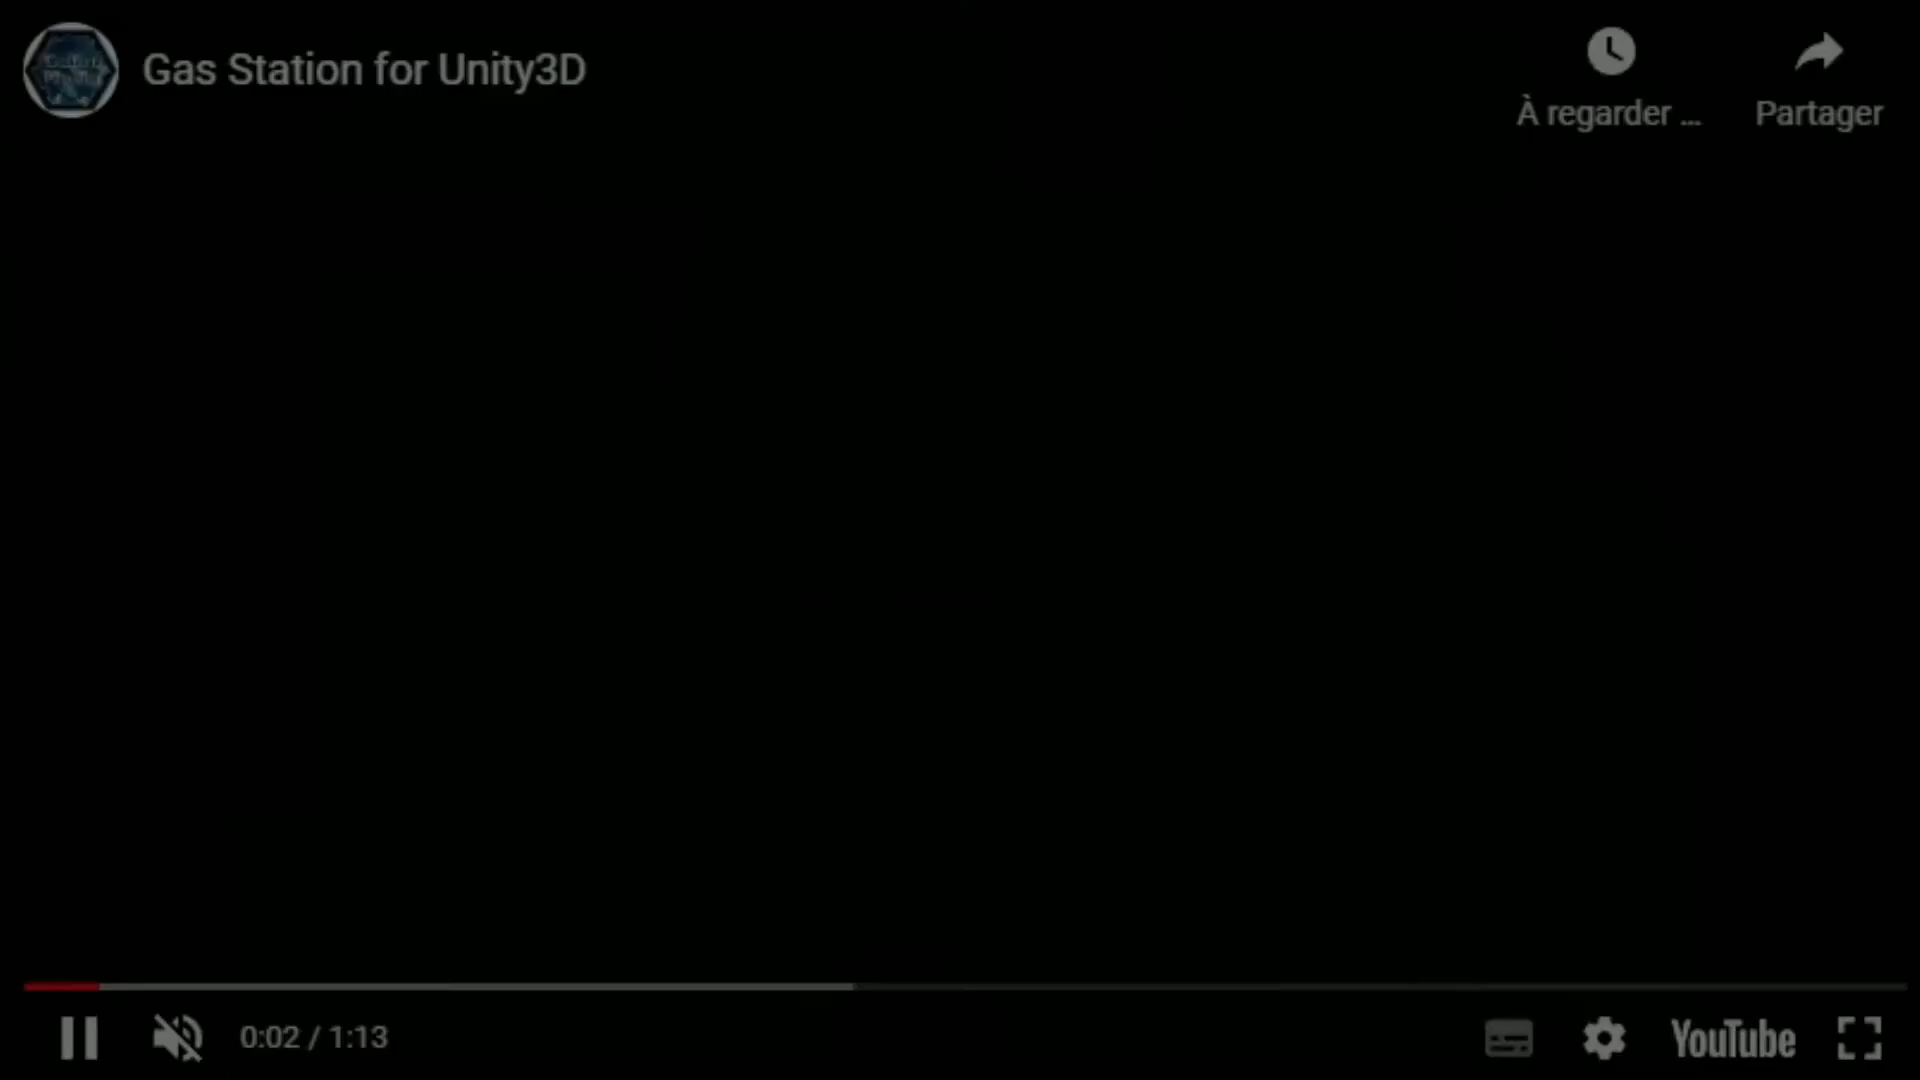 Gas Station for Unity3D
À regarder ...
Partager
0:02 / 1:13
YouTube